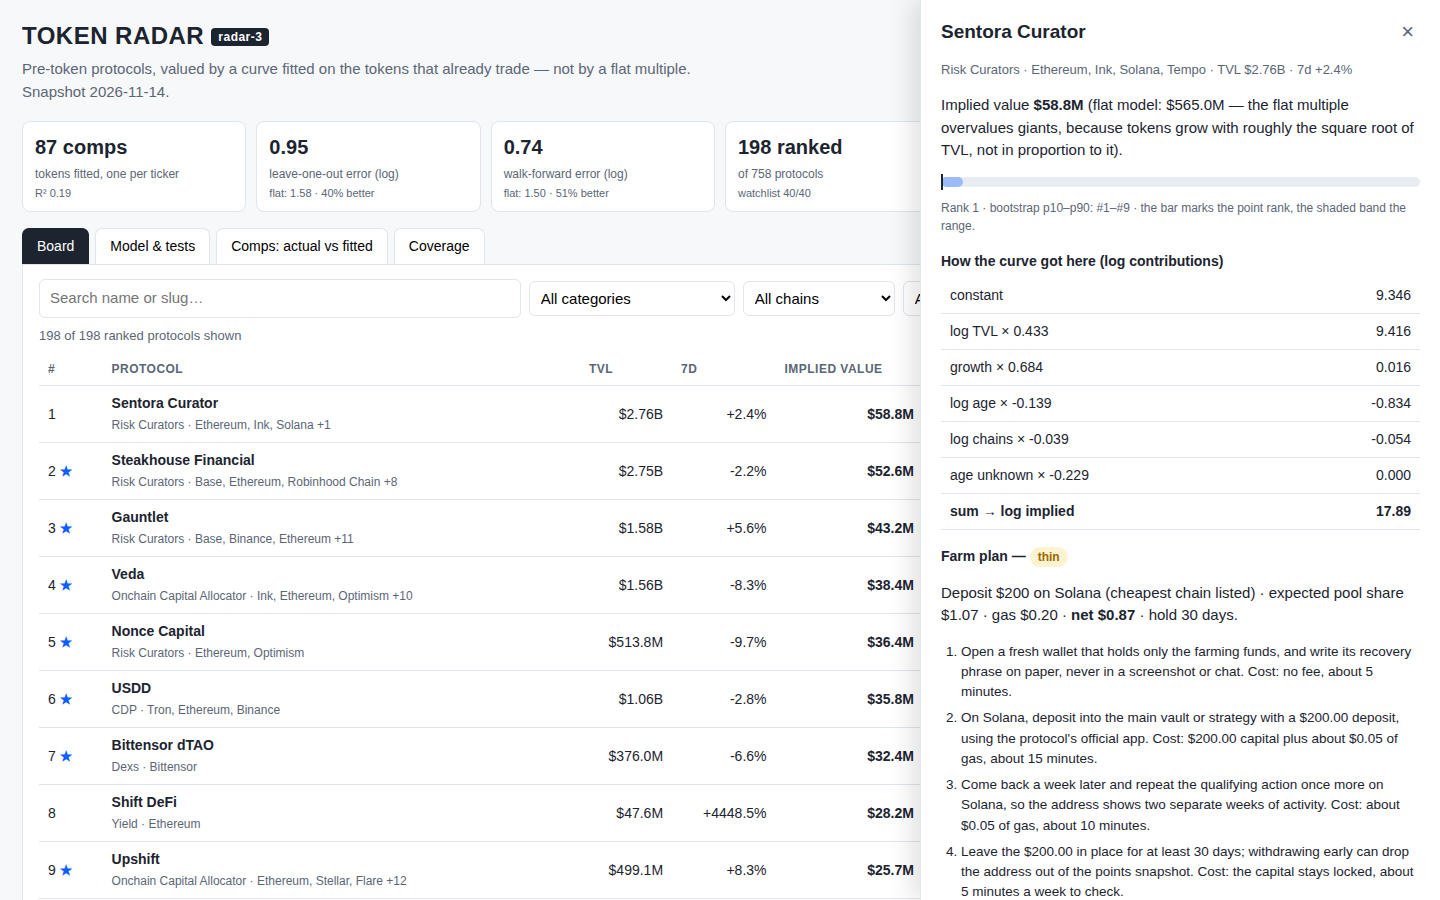 TOKEN RADAR radar-3
Pre-token protocols, valued by a curve fitted on the tokens that already trade — not by a flat multiple.
Snapshot 2026-11-14.
87 comps
tokens fitted, one per ticker
R² 0.19
0.95
leave-one-out error (log)
flat: 1.58 · 40% better
0.74
walk-forward error (log)
flat: 1.50 · 51% better
198 ranked
of 758 protocols
watchlist 40/40
Board
Model & tests
Comps: actual vs fitted
Coverage
Search name or slug…
All categories
All chains
198 of 198 ranked protocols shown
# PROTOCOL TVL 7D IMPLIED VALUE
1 Sentora Curator $2.76B +2.4% $58.8M
Risk Curators · Ethereum, Ink, Solana +1
2 ★ Steakhouse Financial $2.75B -2.2% $52.6M
Risk Curators · Base, Ethereum, Robinhood Chain +8
3 ★ Gauntlet $1.58B +5.6% $43.2M
Risk Curators · Base, Binance, Ethereum +11
4 ★ Veda $1.56B -8.3% $38.4M
Onchain Capital Allocator · Ink, Ethereum, Optimism +10
5 ★ Nonce Capital $513.8M -9.7% $36.4M
Risk Curators · Ethereum, Optimism
6 ★ USDD $1.06B -2.8% $35.8M
CDP · Tron, Ethereum, Binance
7 ★ Bittensor dTAO $376.0M -6.6% $32.4M
Dexs · Bittensor
8 Shift DeFi $47.6M +4448.5% $28.2M
Yield · Ethereum
9 ★ Upshift $499.1M +8.3% $25.7M
Onchain Capital Allocator · Ethereum, Stellar, Flare +12
Sentora Curator ×
Risk Curators · Ethereum, Ink, Solana, Tempo · TVL $2.76B · 7d +2.4%
Implied value $58.8M (flat model: $565.0M — the flat multiple
overvalues giants, because tokens grow with roughly the square root of
TVL, not in proportion to it).
Rank 1 · bootstrap p10–p90: #1–#9 · the bar marks the point rank, the shaded band the
range.
How the curve got here (log contributions)
constant 9.346
log TVL × 0.433 9.416
growth × 0.684 0.016
log age × -0.139 -0.834
log chains × -0.039 -0.054
age unknown × -0.229 0.000
sum → log implied 17.89
Farm plan — thin
Deposit $200 on Solana (cheapest chain listed) · expected pool share
$1.07 · gas $0.20 · net $0.87 · hold 30 days.
1. Open a fresh wallet that holds only the farming funds, and write its recovery
phrase on paper, never in a screenshot or chat. Cost: no fee, about 5
minutes.
2. On Solana, deposit into the main vault or strategy with a $200.00 deposit,
using the protocol's official app. Cost: $200.00 capital plus about $0.05 of
gas, about 15 minutes.
3. Come back a week later and repeat the qualifying action once more on
Solana, so the address shows two separate weeks of activity. Cost: about
$0.05 of gas, about 10 minutes.
4. Leave the $200.00 in place for at least 30 days; withdrawing early can drop
the address out of the points snapshot. Cost: the capital stays locked, about
5 minutes a week to check.